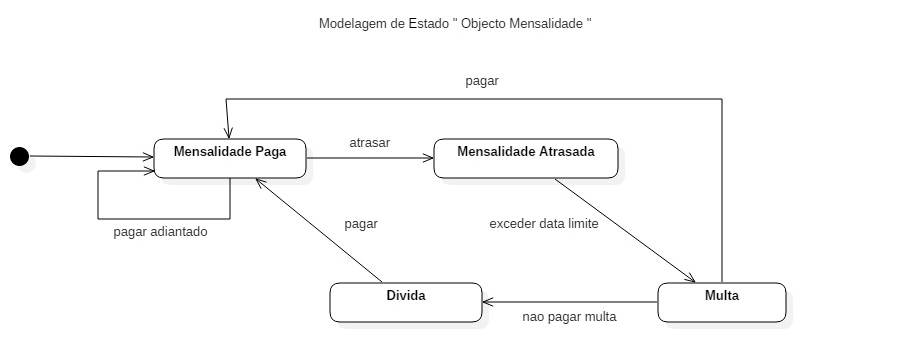 Modelagem de Estado " Objecto Mensalidade "
pagar
Mensalidade Paga
atrasar
Mensalidade Atrasada
pagar adiantado
pagar
exceder data limite
Divida
nao pagar multa
Multa